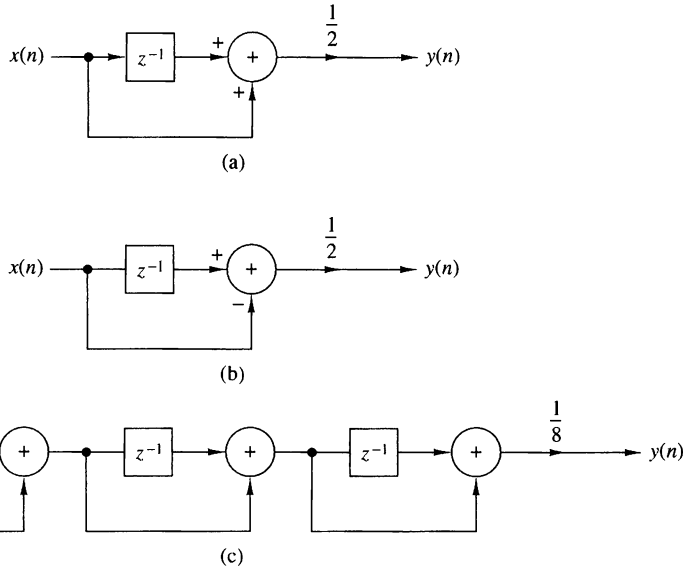 x(n) z⁻¹ + + + 1/2 y(n)
(a)
x(n) z⁻¹ + + − 1/2 y(n)
(b)
+ z⁻¹ + z⁻¹ + 1/8 y(n)
(c)